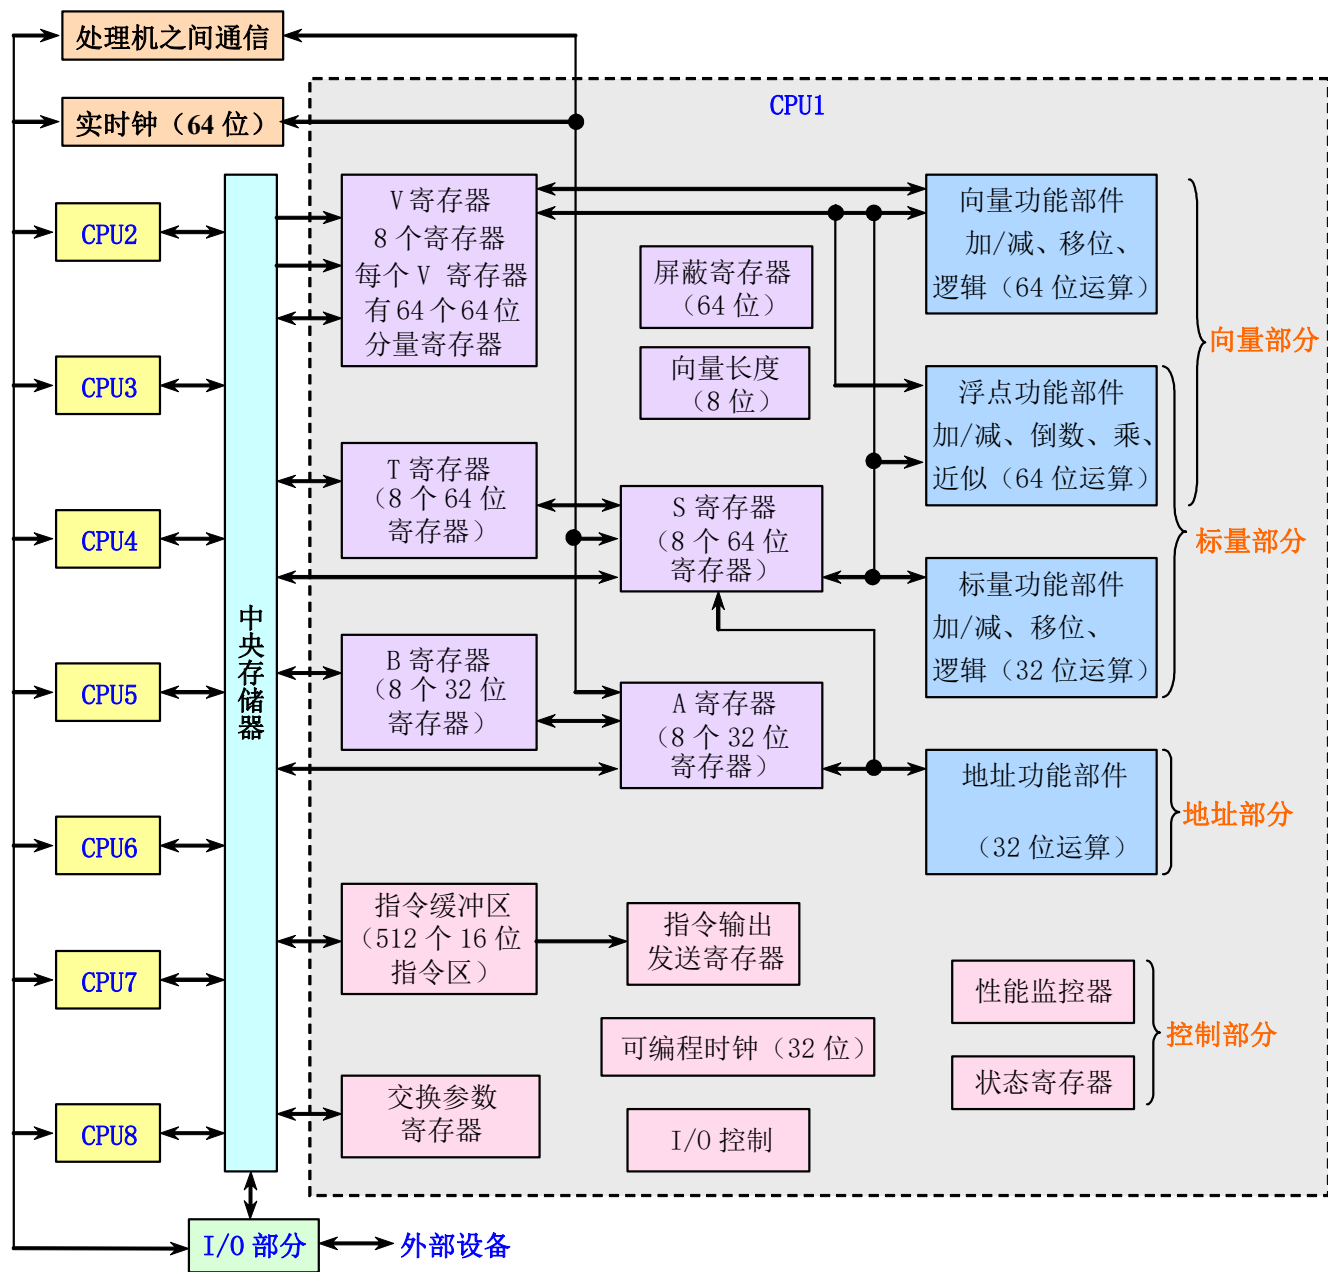 处理机之间通信
实时钟（64 位）
CPU1
CPU2
CPU3
CPU4
CPU5
CPU6
CPU7
CPU8
中央存储器
V 寄存器
8 个寄存器
每个 V 寄存器
有 64 个 64 位
分量寄存器
屏蔽寄存器
（64 位）
向量长度
（8 位）
T 寄存器
（8 个 64 位
寄存器）
S 寄存器
（8 个 64 位
寄存器）
B 寄存器
（8 个 32 位
寄存器）
A 寄存器
（8 个 32 位
寄存器）
向量功能部件
加/减、移位、
逻辑（64 位运算）
浮点功能部件
加/减、倒数、乘、
近似（64 位运算）
标量功能部件
加/减、移位、
逻辑（32 位运算）
地址功能部件
（32 位运算）
向量部分
标量部分
地址部分
指令缓冲区
（512 个 16 位
指令区）
指令输出
发送寄存器
可编程时钟（32 位）
交换参数
寄存器
I/O 控制
性能监控器
状态寄存器
控制部分
I/O 部分
外部设备